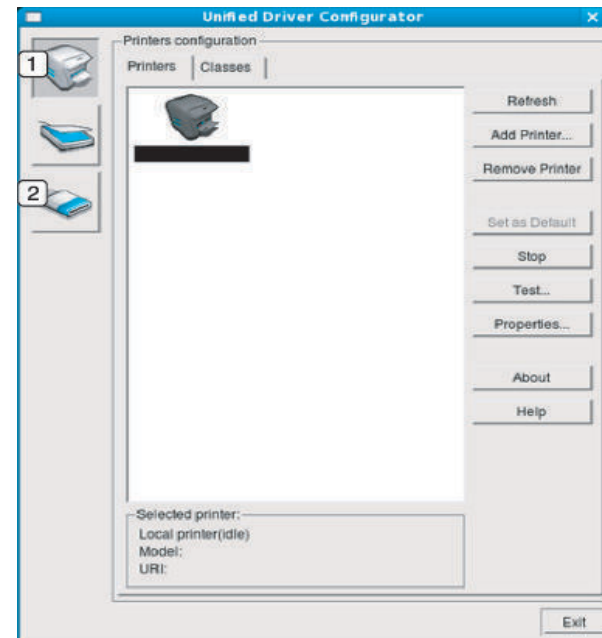 Unified Driver Configurator
1
2
Printers configuration
Printers
Classes
Refresh
Add Printer...
Remove Printer
Set as Default
Stop
Test...
Properties...
About
Help
Selected printer:
Local printer(idle)
Model:
URI:
Exit